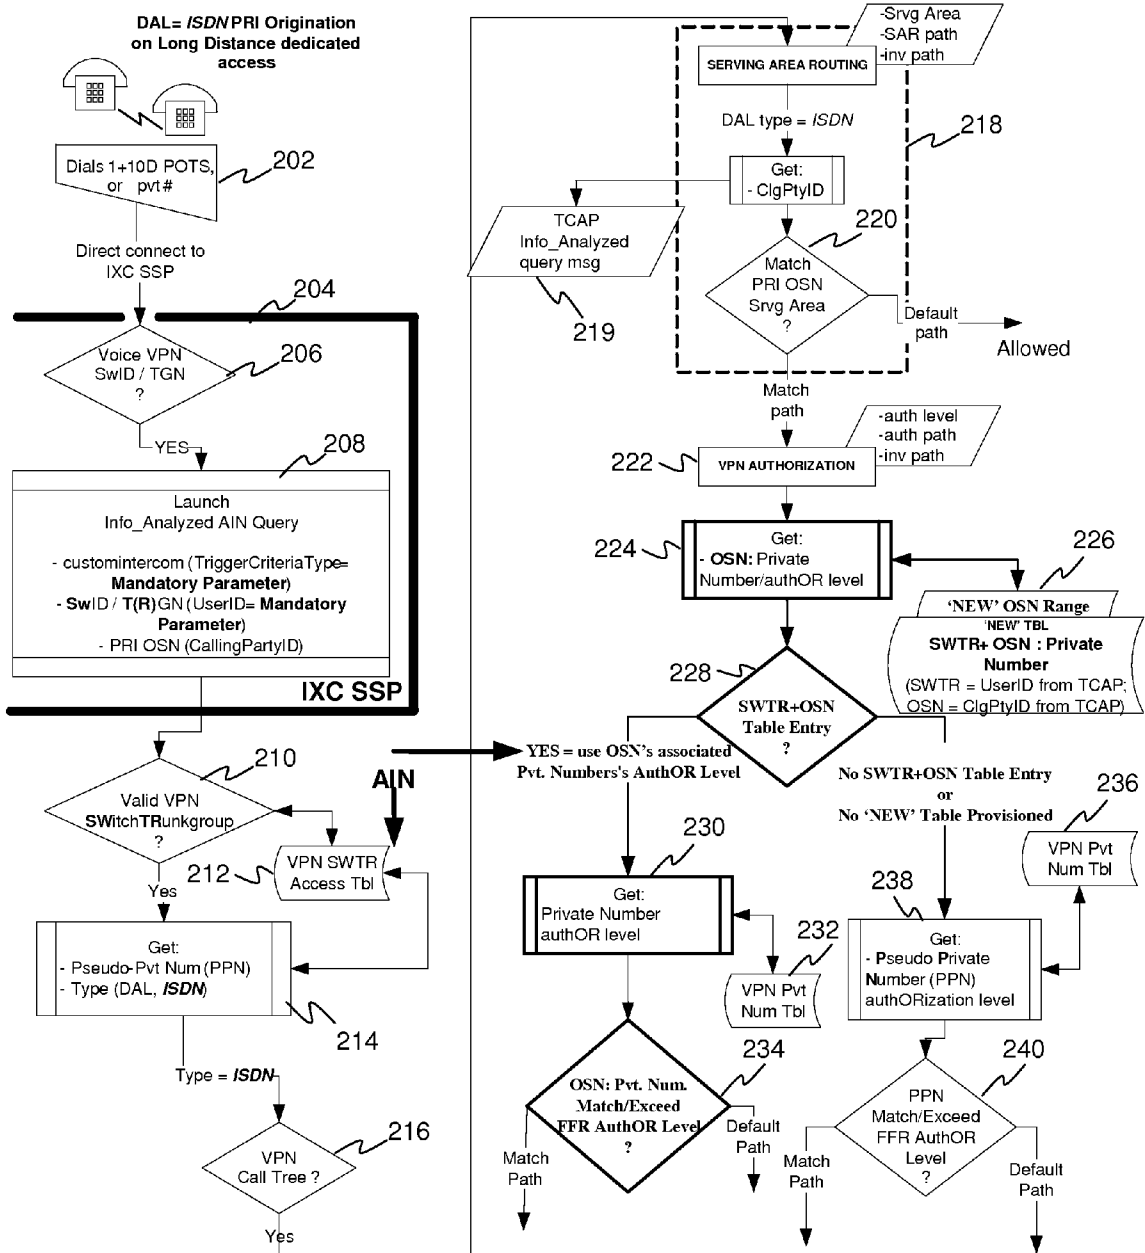 DAL= ISDN PRI Origination
on Long Distance dedicated
access
Dials 1+10D POTS,
or pvt #
202
Direct connect to
IXC SSP
204
Voice VPN
SwID / TGN
?
206
YES
208
Launch
Info_Analyzed AIN Query
- customintercom (TriggerCriteriaType=
Mandatory Parameter)
- SwID / T(R)GN (UserID= Mandatory
Parameter)
- PRI OSN (CallingPartyID)
IXC SSP
210
Valid VPN
SWitchTRunkgroup
?
AIN
212
VPN SWTR
Access Tbl
Yes
Get:
- Pseudo-Pvt Num (PPN)
- Type (DAL, ISDN)
214
Type = ISDN
216
VPN
Call Tree ?
Yes
-Srvg Area
-SAR path
-inv path
SERVING AREA ROUTING
DAL type = ISDN
218
Get:
- ClgPtyID
TCAP
Info_Analyzed
query msg
219
220
Match
PRI OSN
Srvg Area
?
Default
path
Allowed
Match
path
-auth level
-auth path
-inv path
222
VPN AUTHORIZATION
224
Get:
- OSN: Private
Number/authOR level
226
‘NEW’ OSN Range
‘NEW’ TBL
SWTR+ OSN : Private
Number
(SWTR = UserID from TCAP;
OSN = ClgPtyID from TCAP)
228
SWTR+OSN
Table Entry
?
YES = use OSN's associated
Pvt. Numbers's AuthOR Level
No SWTR+OSN Table Entry
or
No ‘NEW’ Table Provisioned
230
Get:
Private Number
authOR level
232
VPN Pvt
Num Tbl
234
OSN: Pvt. Num.
Match/Exceed
FFR AuthOR Level
?
Match
Path
Default
Path
236
VPN Pvt
Num Tbl
238
Get:
- Pseudo Private
Number (PPN)
authORization level
240
PPN
Match/Exceed
FFR AuthOR
Level
?
Match
Path
Default
Path